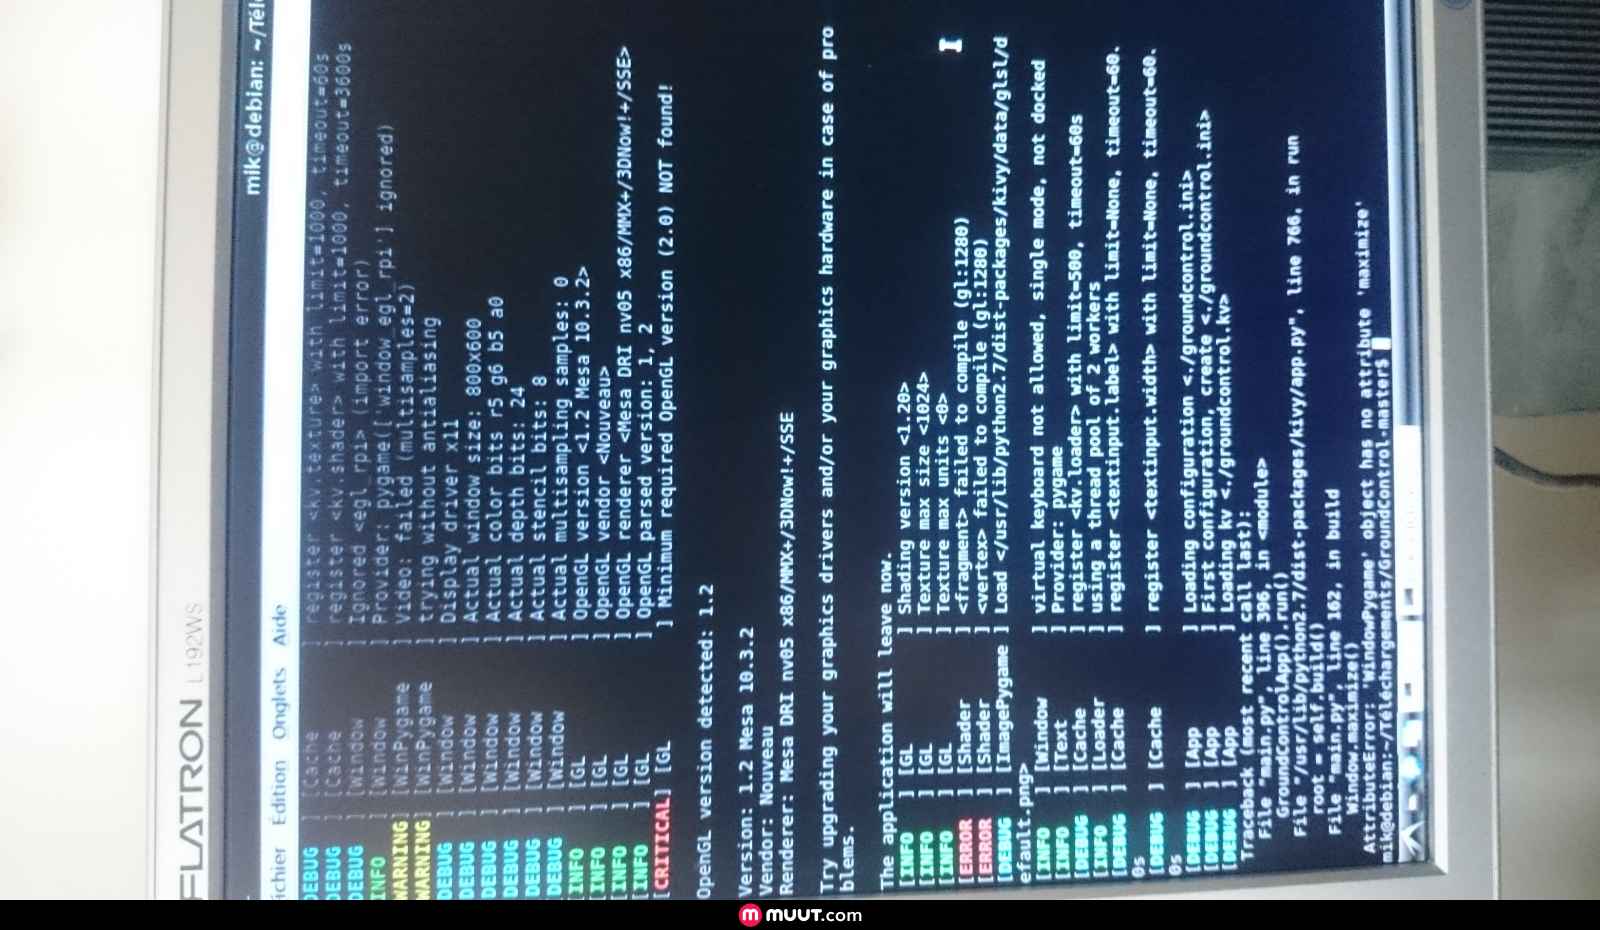 FLATRON L192WS
mik@debian: ~/Tél
ichier Édition Onglets Aide
DEBUG ] [Cache ] register <kv.texture> with limit=1000, timeout=60s
DEBUG ] [Cache ] register <kv.shader> with limit=1000, timeout=3600s
DEBUG ] [Window ] Ignored <egl_rpi> (import error)
INFO ] [Window ] Provider: pygame(['window_egl_rpi'] ignored)
WARNING] [WinPygame ] Video: failed (multisamples=2)
WARNING] [WinPygame ] trying without antialiasing
DEBUG ] [Window ] Display driver x11
DEBUG ] [Window ] Actual window size: 800x600
DEBUG ] [Window ] Actual color bits r5 g6 b5 a0
DEBUG ] [Window ] Actual depth bits: 24
DEBUG ] [Window ] Actual stencil bits: 8
DEBUG ] [Window ] Actual multisampling samples: 0
[INFO ] [GL ] OpenGL version <1.2 Mesa 10.3.2>
[INFO ] [GL ] OpenGL vendor <Nouveau>
[INFO ] [GL ] OpenGL renderer <Mesa DRI nv05 x86/MMX+/3DNow!+/SSE>
[INFO ] [GL ] OpenGL parsed version: 1, 2
[CRITICAL] [GL ] Minimum required OpenGL version (2.0) NOT found!
OpenGL version detected: 1.2
Version: 1.2 Mesa 10.3.2
Vendor: Nouveau
Renderer: Mesa DRI nv05 x86/MMX+/3DNow!+/SSE
Try upgrading your graphics drivers and/or your graphics hardware in case of pro
blems.
The application will leave now.
[INFO ] [GL ] Shading version <1.20>
[INFO ] [GL ] Texture max size <1024>
[INFO ] [GL ] Texture max units <0>
[ERROR ] [Shader ] <fragment> failed to compile (gl:1280)
[ERROR ] [Shader ] <vertex> failed to compile (gl:1280)
[DEBUG ] [ImagePygame ] Load </usr/lib/python2.7/dist-packages/kivy/data/glsl/d
efault.png>
[INFO ] [Window ] virtual keyboard not allowed, single mode, not docked
[INFO ] [Text ] Provider: pygame
[DEBUG ] [Cache ] register <kv.loader> with limit=500, timeout=60s
[INFO ] [Loader ] using a thread pool of 2 workers
[DEBUG ] [Cache ] register <textinput.label> with limit=None, timeout=60.
0s
[DEBUG ] [Cache ] register <textinput.width> with limit=None, timeout=60.
0s
[DEBUG ] [App ] Loading configuration <./groundcontrol.ini>
[DEBUG ] [App ] First configuration, create <./groundcontrol.ini>
[DEBUG ] [App ] Loading kv <./groundcontrol.kv>
Traceback (most recent call last):
File "main.py", line 396, in <module>
GroundControlApp().run()
File "/usr/lib/python2.7/dist-packages/kivy/app.py", line 766, in run
root = self.build()
File "main.py", line 162, in build
Window.maximize()
AttributeError: 'WindowPygame' object has no attribute 'maximize'
mik@debian:~/Téléchargements/GroundControl-master$
MUUT.com